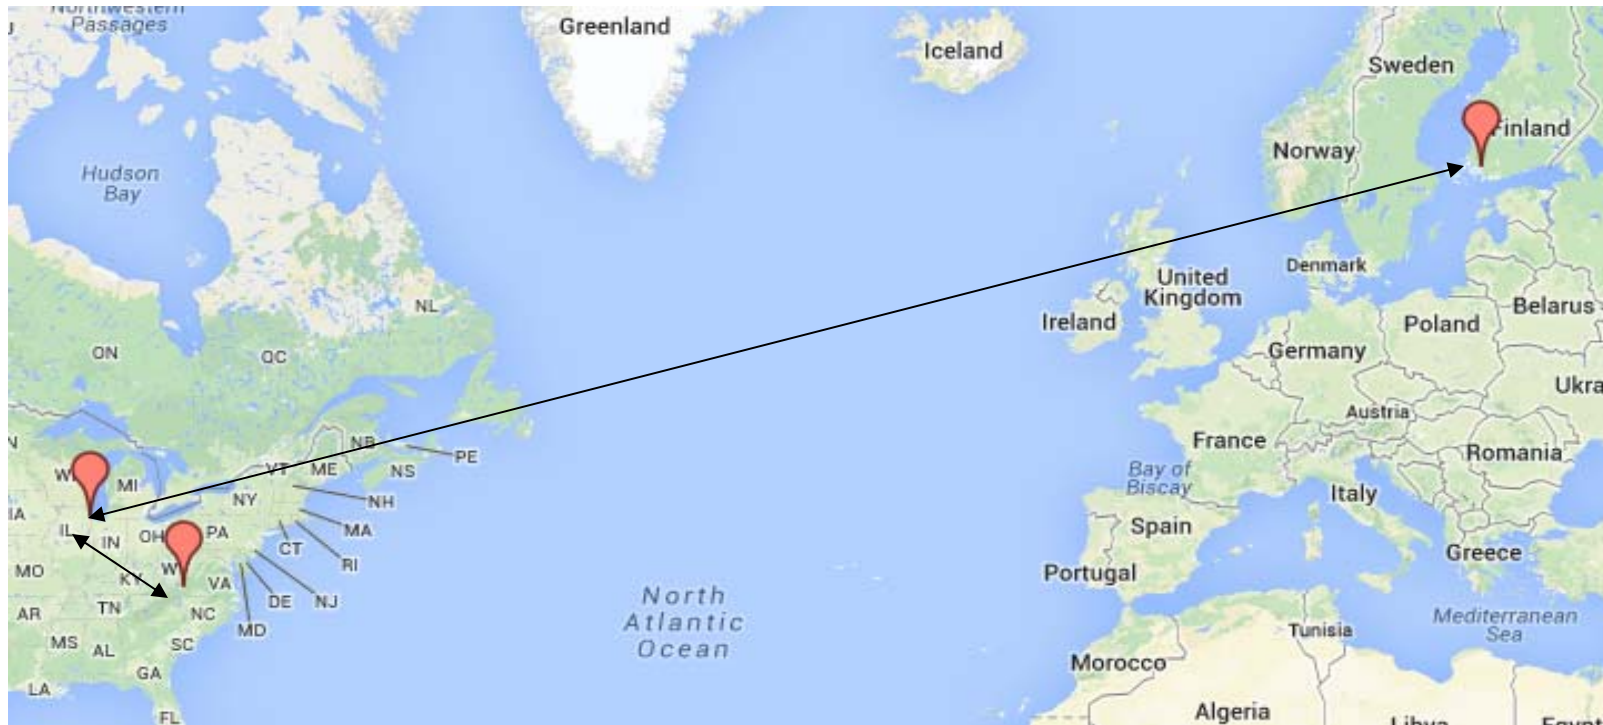 Northwestern
Passages
Greenland
Iceland
Sweden
Finland
Norway
Hudson
Bay
Denmark
United
Kingdom
Ireland
NL
Belarus
Poland
ON
QC
Germany
Ukra
Austria
France
Romania
NB
PE
VT
ME
NS
MI
Bay of
Biscay
NY
NH
Italy
IA
IL
IN
OH
PA
MA
Spain
CT
RI
Greece
MO
KY
VA
Portugal
North
Atlantic
Ocean
DE
NJ
AR
TN
NC
MD
Mediterranean
Sea
Tunisia
MS
AL
SC
Morocco
GA
LA
Algeria
FL